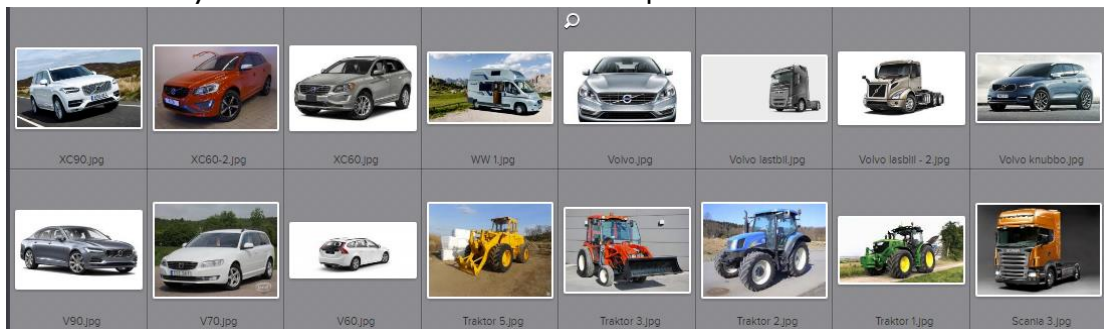 XC90.jpg XC60-2.jpg XC60.jpg WW 1.jpg Volvo.jpg Volvo lastbil.jpg Volvo lasblil - 2.jpg Volvo knubbo.jpg
V90.jpg V70.jpg V60.jpg Traktor 5.jpg Traktor 3.jpg Traktor 2.jpg Traktor 1.jpg Scania 3.jpg